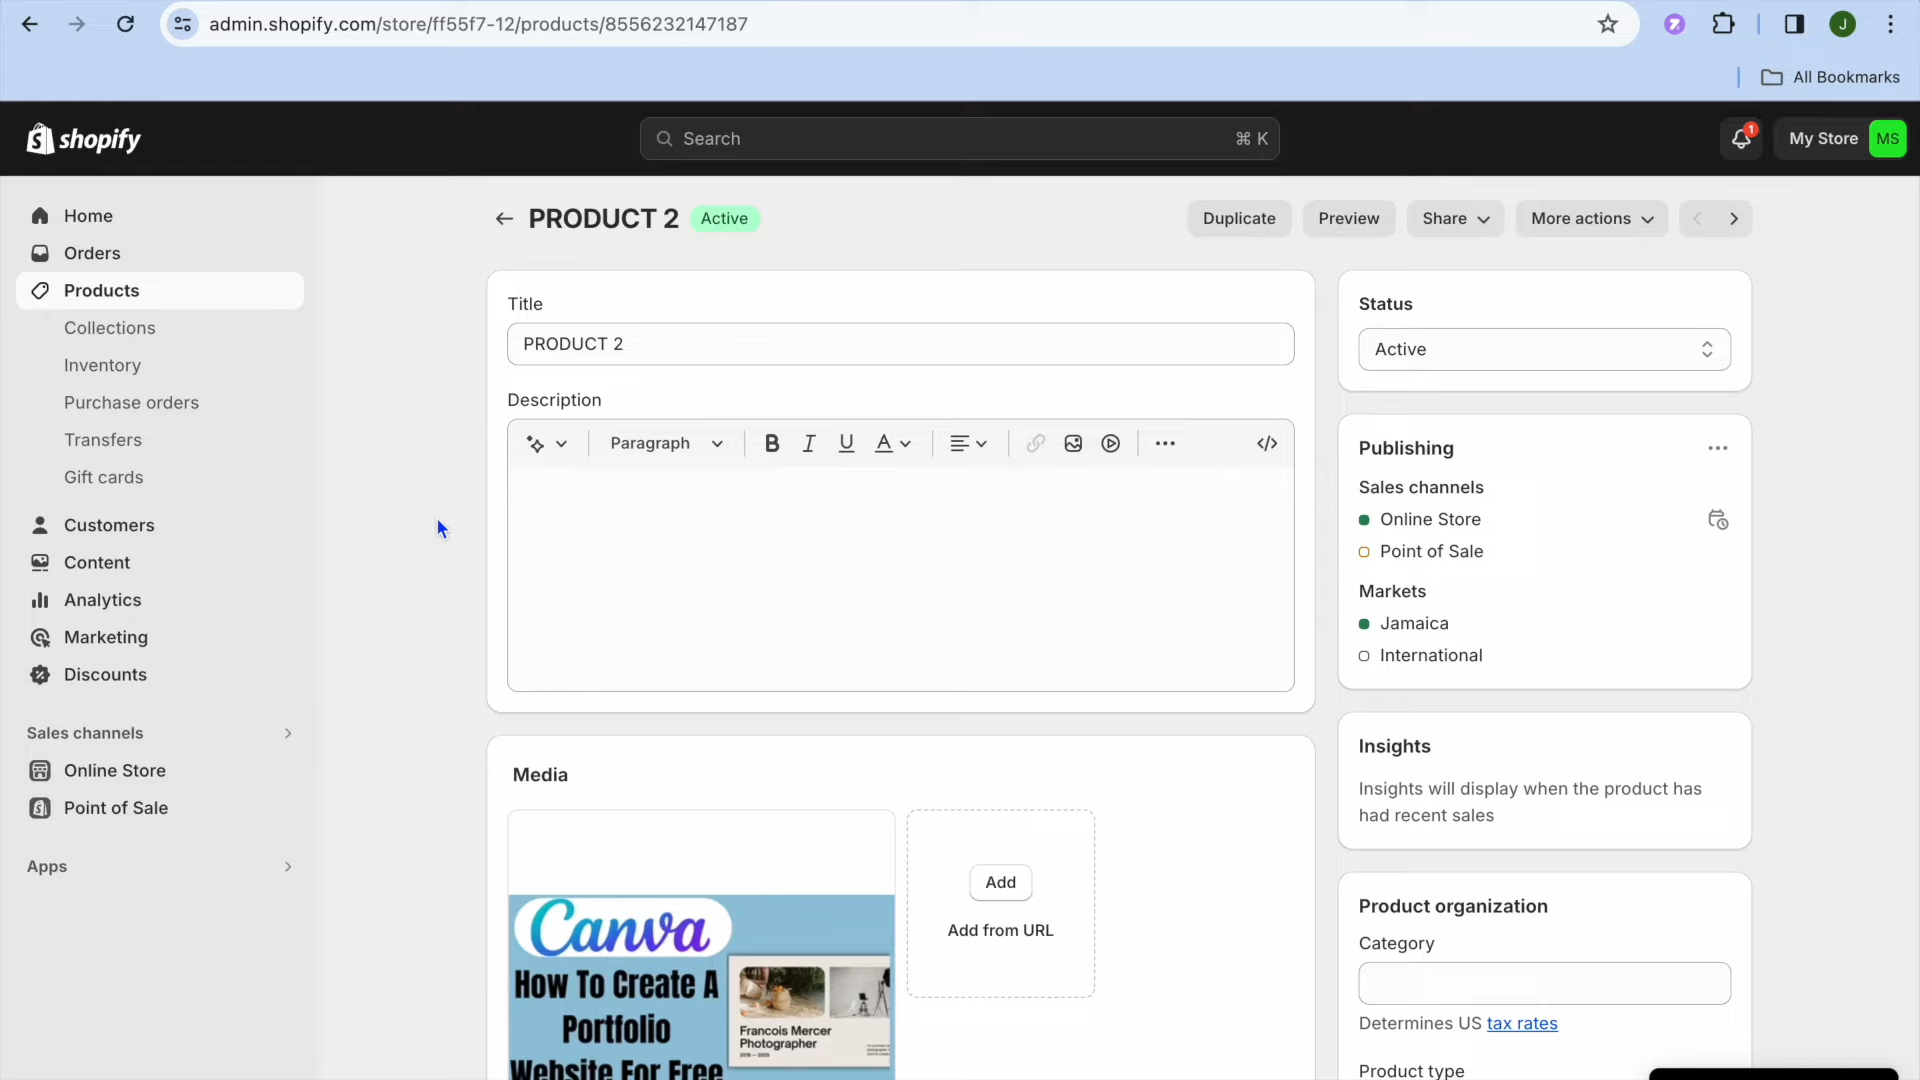 admin.shopify.com/store/ff55f7-12/products/8556232147187
J
All Bookmarks
shopify
Search
⌘ K
1
My Store
MS
Home
Orders
Products
Collections
Inventory
Purchase orders
Transfers
Gift cards
Customers
Content
Analytics
Marketing
Discounts
Sales channels
Online Store
Point of Sale
Apps
PRODUCT 2
Active
Duplicate
Preview
Share
More actions
Title
PRODUCT 2
Description
Paragraph
B
I
U
A
Media
Canva
How To Create A
Portfolio
Website For Free
Francois Mercer
Photographer
Add
Add from URL
Status
Active
Publishing
Sales channels
Online Store
Point of Sale
Markets
Jamaica
International
Insights
Insights will display when the product has
had recent sales
Product organization
Category
Determines US tax rates
Product type